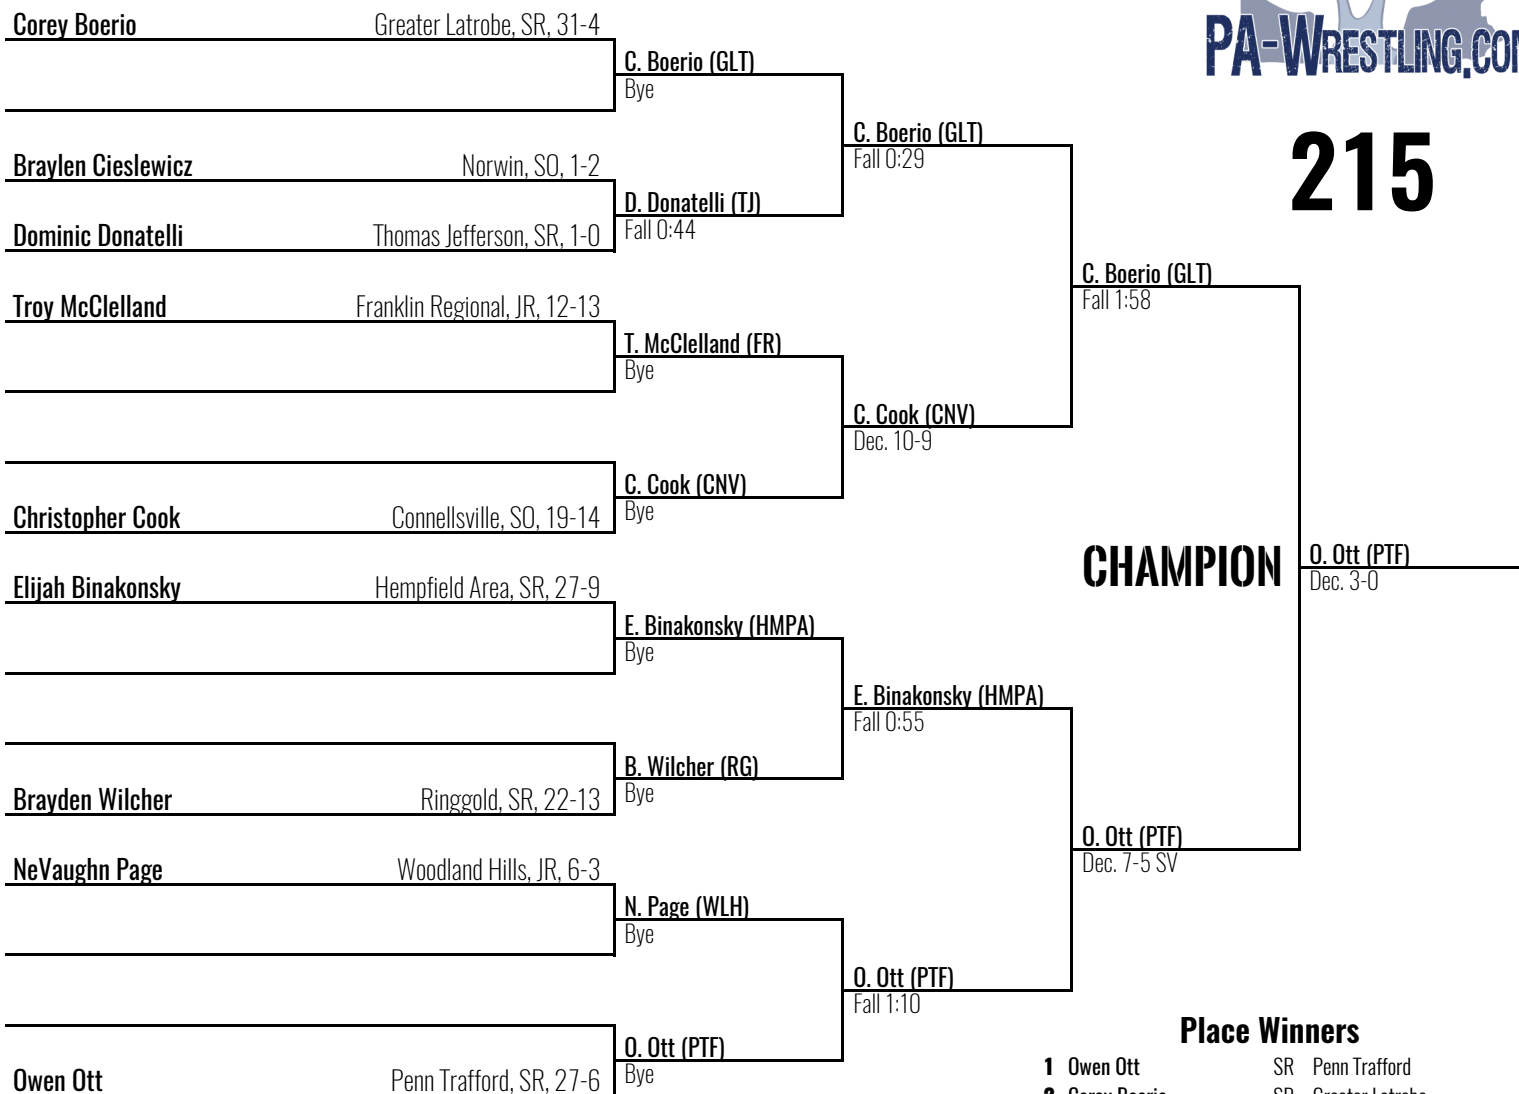 PA-WRESTLING.CO
215
Corey Boerio Greater Latrobe, SR, 31-4
C. Boerio (GLT)
Bye
Braylen Cieslewicz Norwin, SO, 1-2
D. Donatelli (TJ)
Fall 0:44
Dominic Donatelli Thomas Jefferson, SR, 1-0
C. Boerio (GLT)
Fall 0:29
Troy McClelland Franklin Regional, JR, 12-13
T. McClelland (FR)
Bye
C. Cook (CNV)
Bye
Christopher Cook Connellsville, SO, 19-14
C. Cook (CNV)
Dec. 10-9
C. Boerio (GLT)
Fall 1:58
Elijah Binakonsky Hempfield Area, SR, 27-9
E. Binakonsky (HMPA)
Bye
B. Wilcher (RG)
Bye
Brayden Wilcher Ringgold, SR, 22-13
E. Binakonsky (HMPA)
Fall 0:55
NeVaughn Page Woodland Hills, JR, 6-3
N. Page (WLH)
Bye
O. Ott (PTF)
Bye
Owen Ott Penn Trafford, SR, 27-6
O. Ott (PTF)
Fall 1:10
O. Ott (PTF)
Dec. 7-5 SV
CHAMPION
O. Ott (PTF)
Dec. 3-0
Place Winners
1 Owen Ott SR Penn Trafford
2 Corey Boerio SR Greater Latrobe